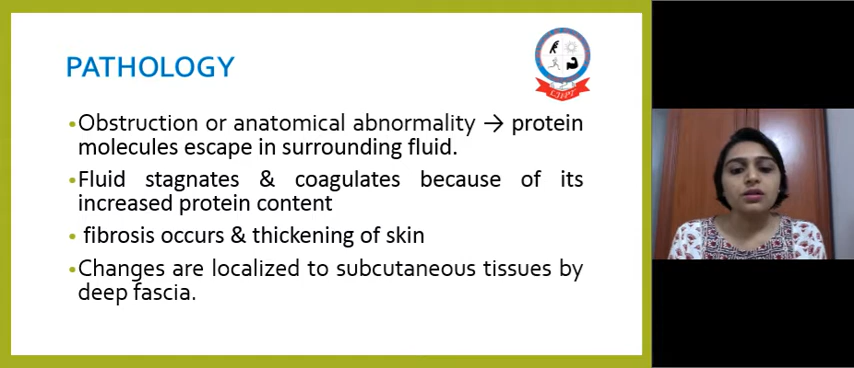 PATHOLOGY
•Obstruction or anatomical abnormality → protein
molecules escape in surrounding fluid.
•Fluid stagnates & coagulates because of its
increased protein content
• fibrosis occurs & thickening of skin
•Changes are localized to subcutaneous tissues by
deep fascia.